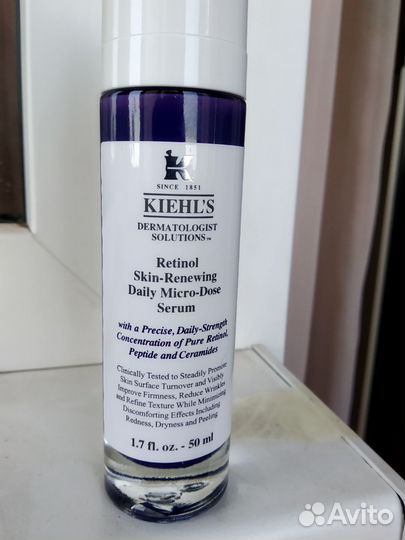 K
SINCE 1851
KIEHL'S
DERMATOLOGIST
SOLUTIONS™
Retinol
Skin-Renewing
Daily Micro-Dose
Serum
with a Precise, Daily-Strength
Concentration of Pure Retinol,
Peptide and Ceramides
Clinically Tested to Steadily Promote
Skin Surface Turnover and Visibly
Improve Firmness, Reduce Wrinkles
and Refine Texture While Minimizing
Discomforting Effects Including
Redness, Dryness and Peeling
1.7 fl. oz. - 50 ml
Avito